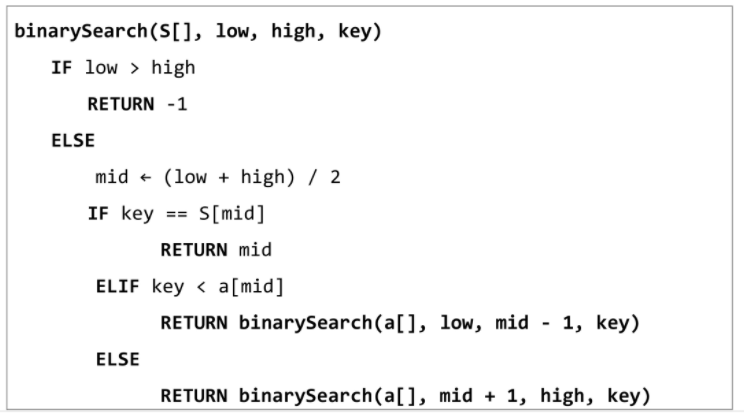 binarySearch(S[], low, high, key)
IF low > high
RETURN -1
ELSE
mid ← (low + high) / 2
IF key == S[mid]
RETURN mid
ELIF key < a[mid]
RETURN binarySearch(a[], low, mid - 1, key)
ELSE
RETURN binarySearch(a[], mid + 1, high, key)